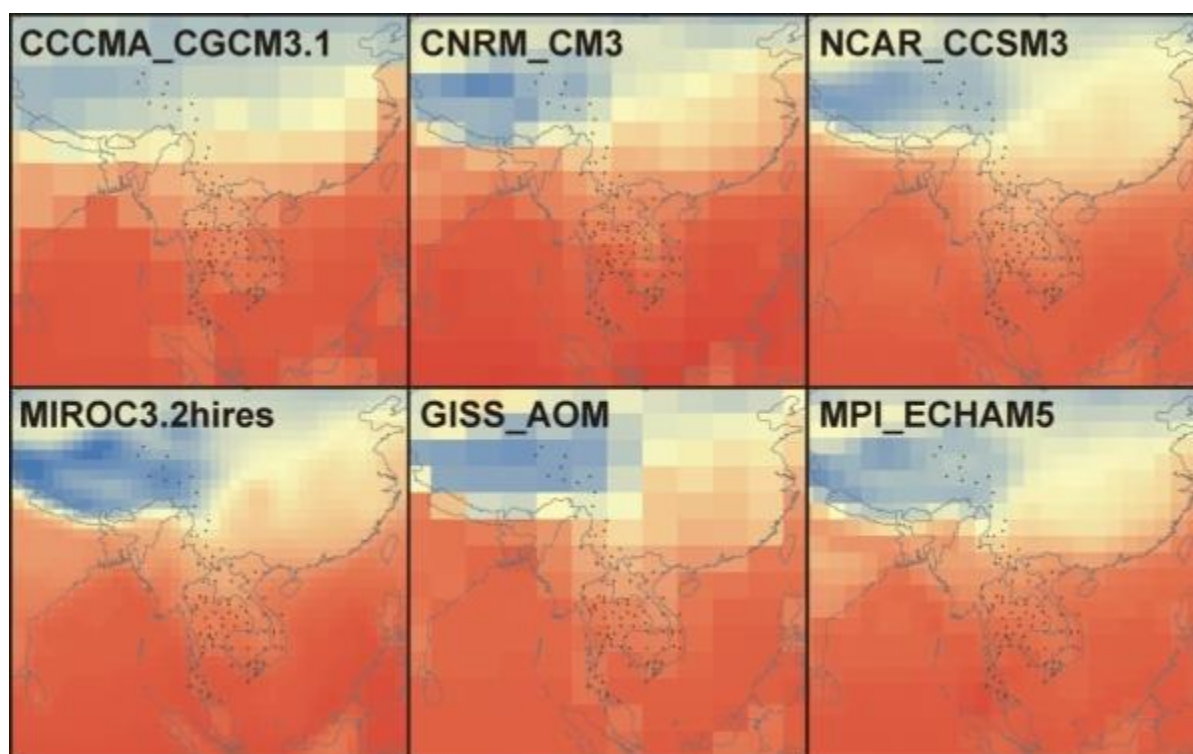 CCCMA_CGCM3.1
CNRM_CM3
NCAR_CCSM3
MIROC3.2hires
GISS_AOM
MPI_ECHAM5